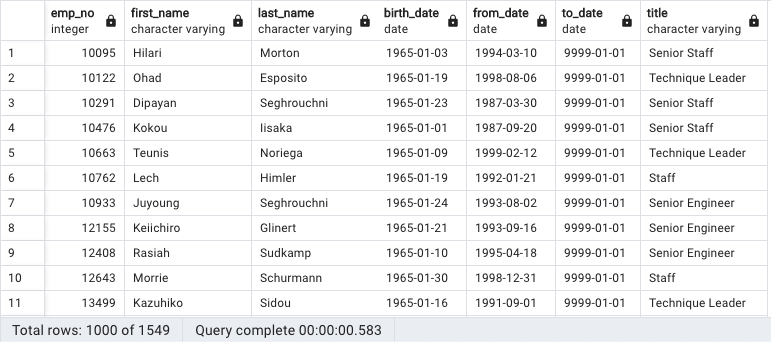 emp_no first_name last_name birth_date from_date to_date title
integer character varying character varying date date date character varying
1 10095 Hilari Morton 1965-01-03 1994-03-10 9999-01-01 Senior Staff
2 10122 Ohad Esposito 1965-01-19 1998-08-06 9999-01-01 Technique Leader
3 10291 Dipayan Seghrouchni 1965-01-23 1987-03-30 9999-01-01 Senior Staff
4 10476 Kokou Iisaka 1965-01-01 1987-09-20 9999-01-01 Senior Staff
5 10663 Teunis Noriega 1965-01-09 1999-02-12 9999-01-01 Technique Leader
6 10762 Lech Himler 1965-01-19 1992-01-21 9999-01-01 Staff
7 10933 Juyoung Seghrouchni 1965-01-24 1993-08-02 9999-01-01 Senior Engineer
8 12155 Keiichiro Glinert 1965-01-21 1993-09-16 9999-01-01 Senior Engineer
9 12408 Rasiah Sudkamp 1965-01-10 1995-04-18 9999-01-01 Senior Engineer
10 12643 Morrie Schurmann 1965-01-30 1998-12-31 9999-01-01 Staff
11 13499 Kazuhiko Sidou 1965-01-16 1991-09-01 9999-01-01 Technique Leader
Total rows: 1000 of 1549 Query complete 00:00:00.583